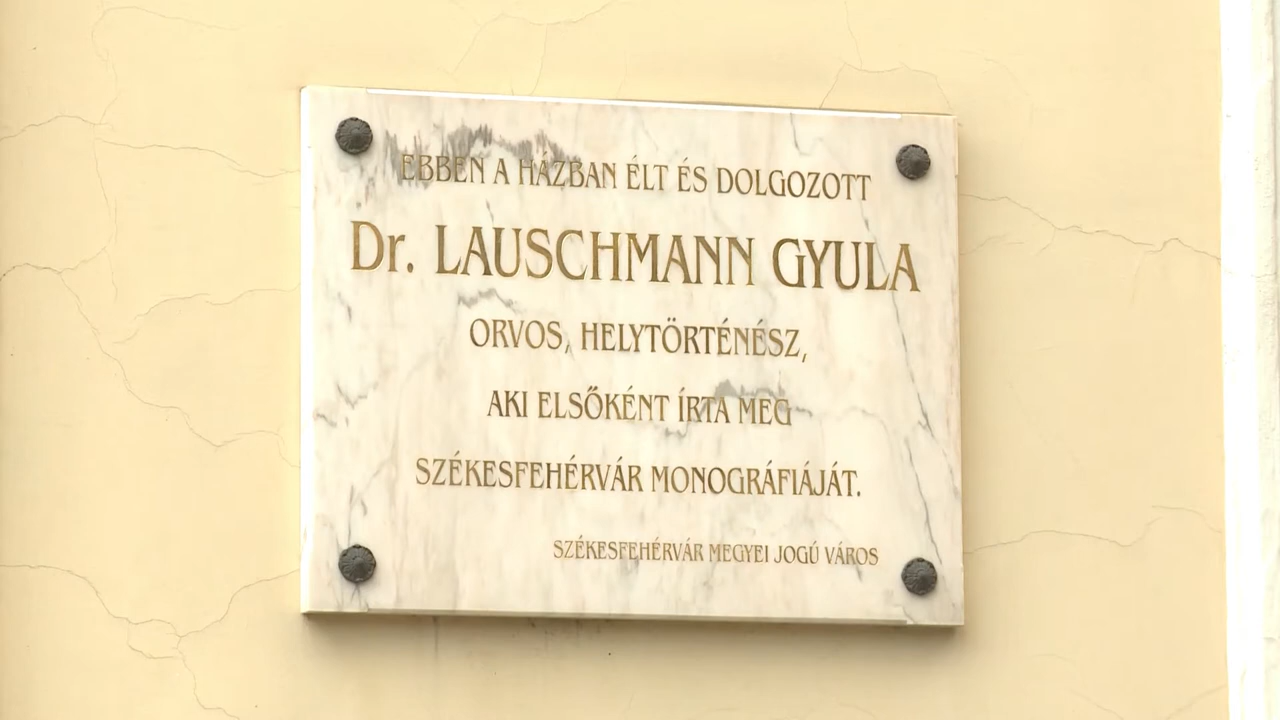 EBBEN A HÁZBAN ÉLT ÉS DOLGOZOTT
Dr. LAUSCHMANN GYULA
ORVOS, HELYTÖRTÉNÉSZ,
AKI ELSŐKÉNT ÍRTA MEG
SZÉKESFEHÉRVÁR MONOGRÁFIÁJÁT.
SZÉKESFEHÉRVÁR MEGYEI JOGÚ VÁROS